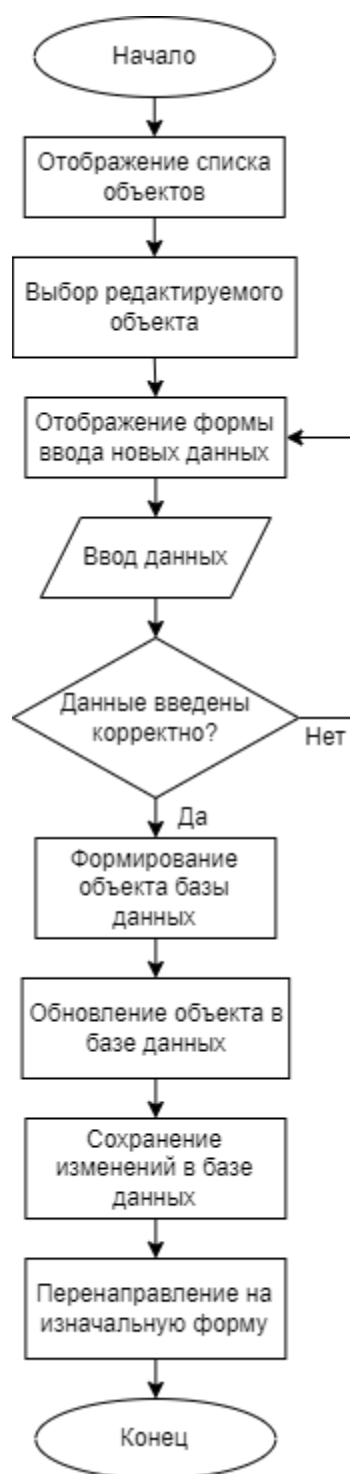 Начало
Отображение списка
объектов
Выбор редактируемого
объекта
Отображение формы
ввода новых данных
Ввод данных
Данные введены
корректно?
Нет
Да
Формирование
объекта базы
данных
Обновление объекта в
базе данных
Сохранение
изменений в базе
данных
Перенаправление на
изначальную форму
Конец